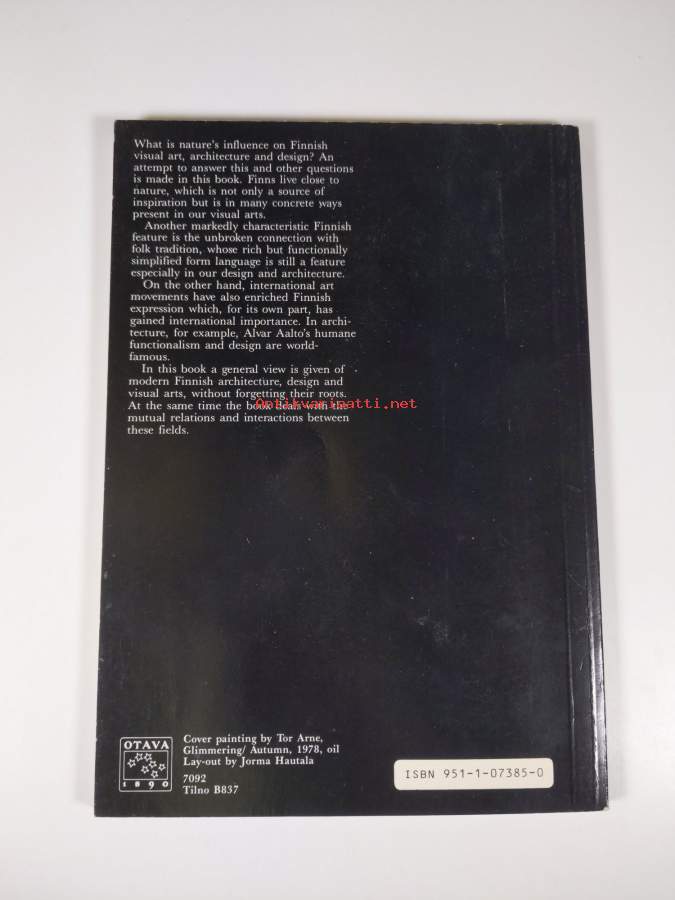 What is nature's influence on Finnish
visual art, architecture and design? An
attempt to answer this and other questions
is made in this book. Finns live close to
nature, which is not only a source of
inspiration but is in many concrete ways
present in our visual arts.
Another markedly characteristic Finnish
feature is the unbroken connection with
folk tradition, whose rich but functionally
simplified form language is still a feature
especially in our design and architecture.
On the other hand, international art
movements have also enriched Finnish
expression which, for its own part, has
gained international importance. In archi-
tecture, for example, Alvar Aalto's humane
functionalism and design are world-
famous.
In this book a general view is given of
modern Finnish architecture, design and
visual arts, without forgetting their roots.
At the same time the book deals with the
Antikvariaatti.net
mutual relations and interactions between
these fields.
OTAVA
1890
Cover painting by Tor Arne,
Glimmering/ Autumn, 1978, oil
Lay-out by Jorma Hautala
7092
Tilno B837
ISBN 951-1-07385-0